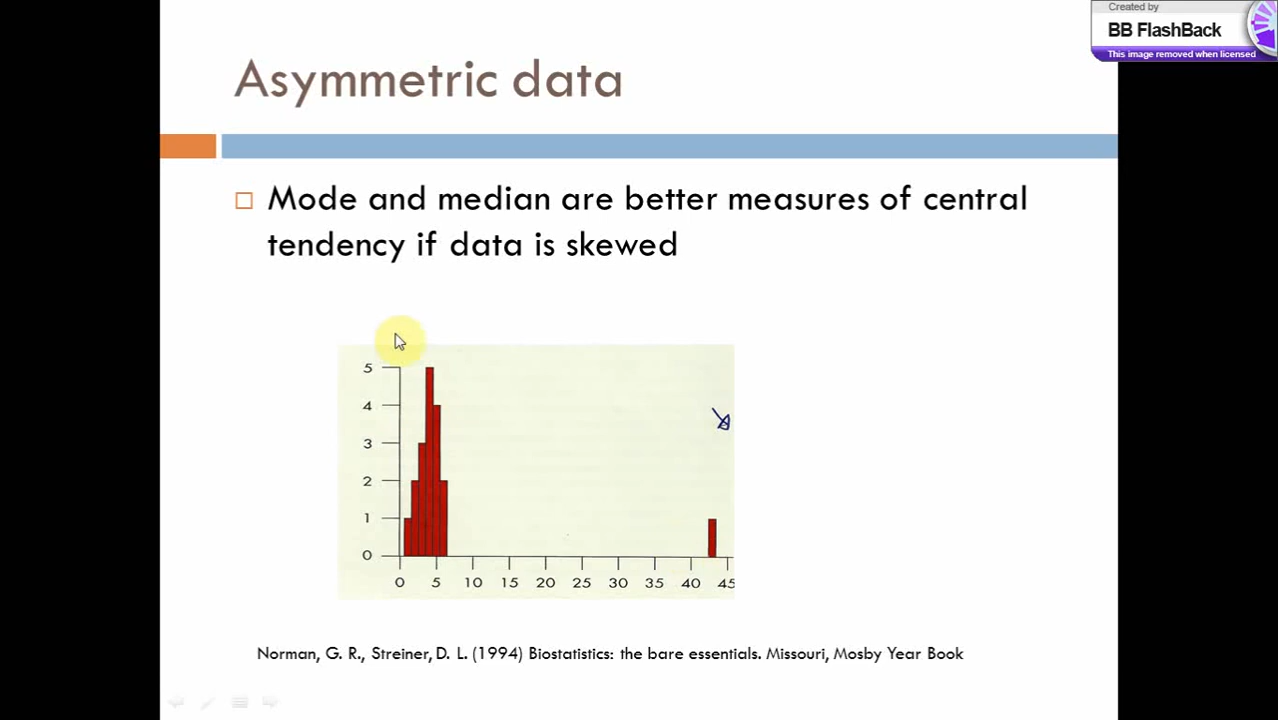 Created by
BB FlashBack
This image removed when licensed
Asymmetric data
Mode and median are better measures of central
tendency if data is skewed
5
4
3
2
1
0
0 5 10 15 20 25 30 35 40 45
Norman, G. R., Streiner, D. L. (1994) Biostatistics: the bare essentials. Missouri, Mosby Year Book